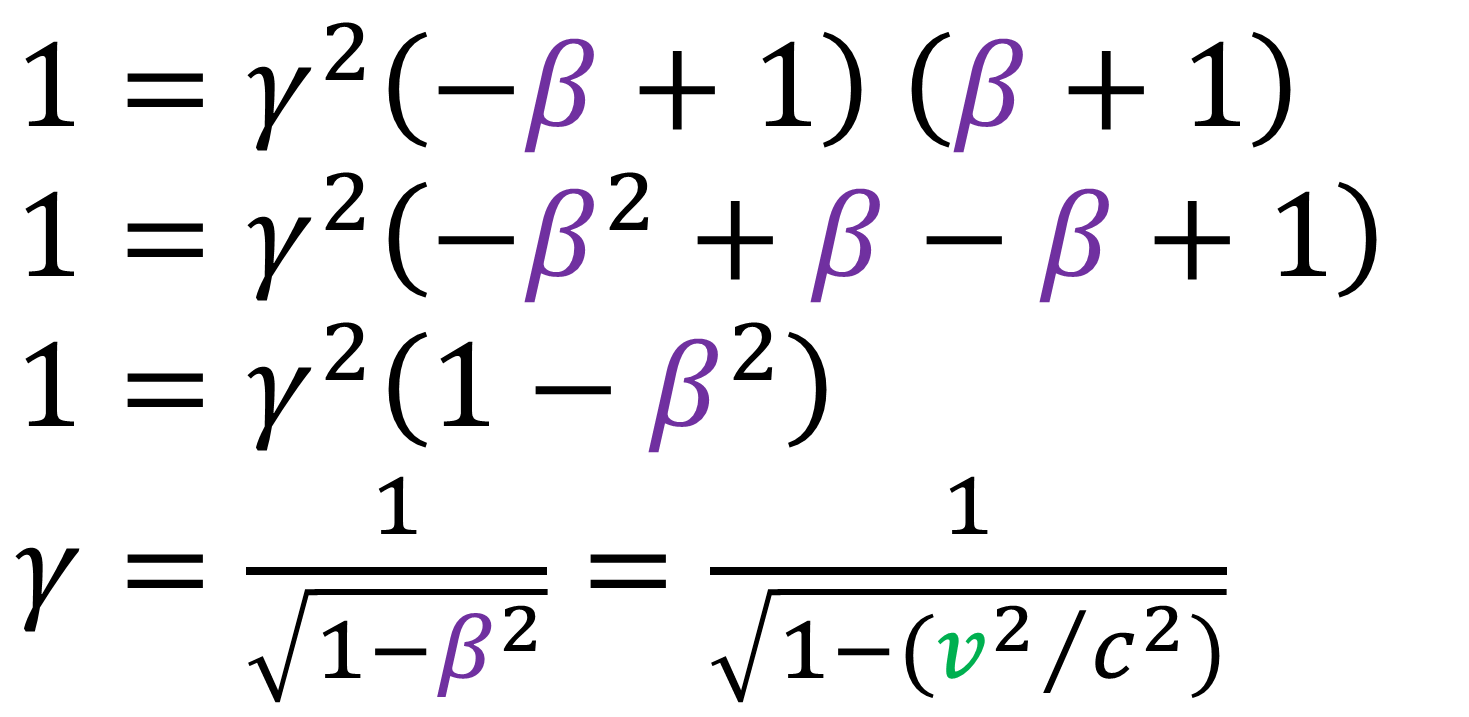 1 = γ²(−β + 1) (β + 1)
1 = γ²(−β² + β − β + 1)
1 = γ²(1 − β²)
γ = 1/√(1−β²) = 1/√(1−(v²/c²))